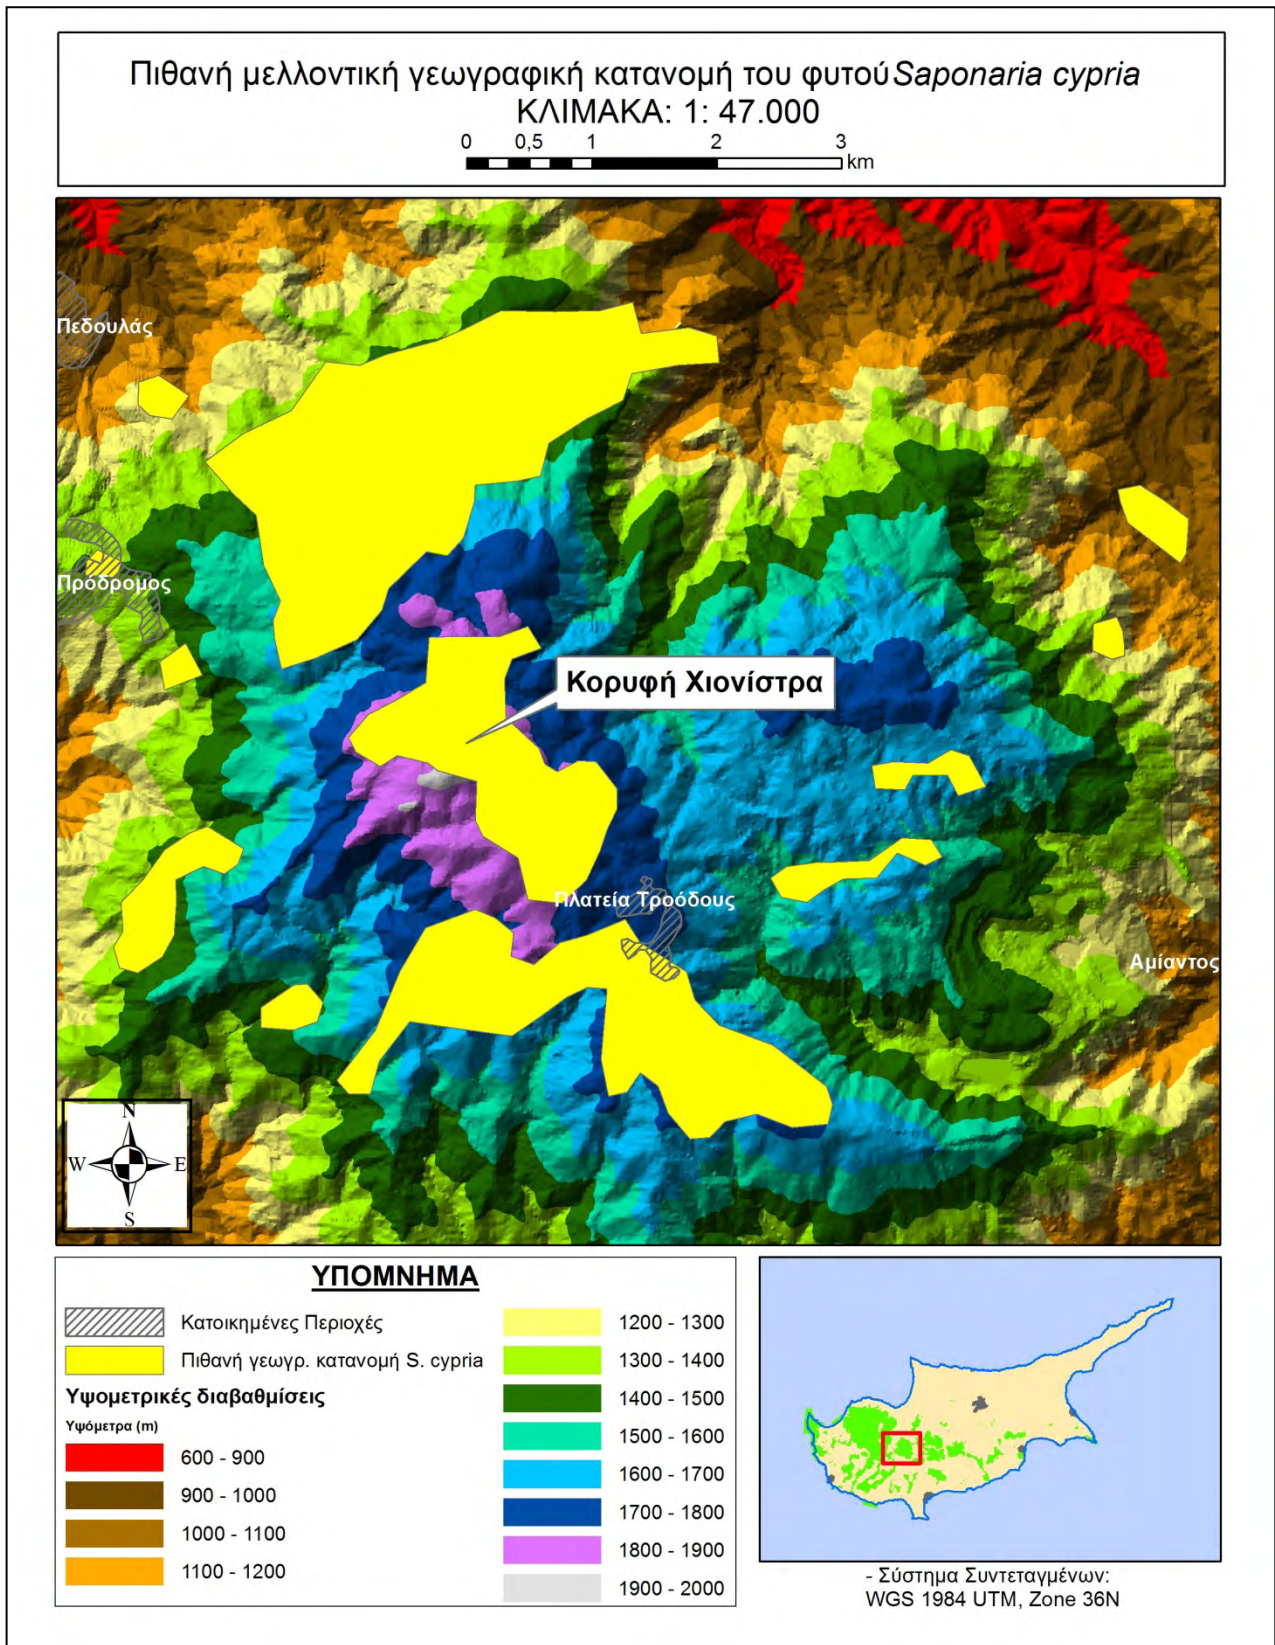 Πιθανή μελλοντική γεωγραφική κατανομή του φυτού Saponaria cypria
ΚΛΙΜΑΚΑ: 1: 47.000
0 0,5 1 2 3
km
Πεδουλάς
Πρόδρομος
Κορυφή Χιονίστρα
Πλατεία Τροόδους
Αμίαντος
N
W E
S
ΥΠΟΜΝΗΜΑ
Κατοικημένες Περιοχές
Πιθανή γεωγρ. κατανομή S. cypria
Υψομετρικές διαβαθμίσεις
Υψόμετρα (m)
600 - 900
900 - 1000
1000 - 1100
1100 - 1200
1200 - 1300
1300 - 1400
1400 - 1500
1500 - 1600
1600 - 1700
1700 - 1800
1800 - 1900
1900 - 2000
- Σύστημα Συντεταγμένων:
WGS 1984 UTM, Zone 36N